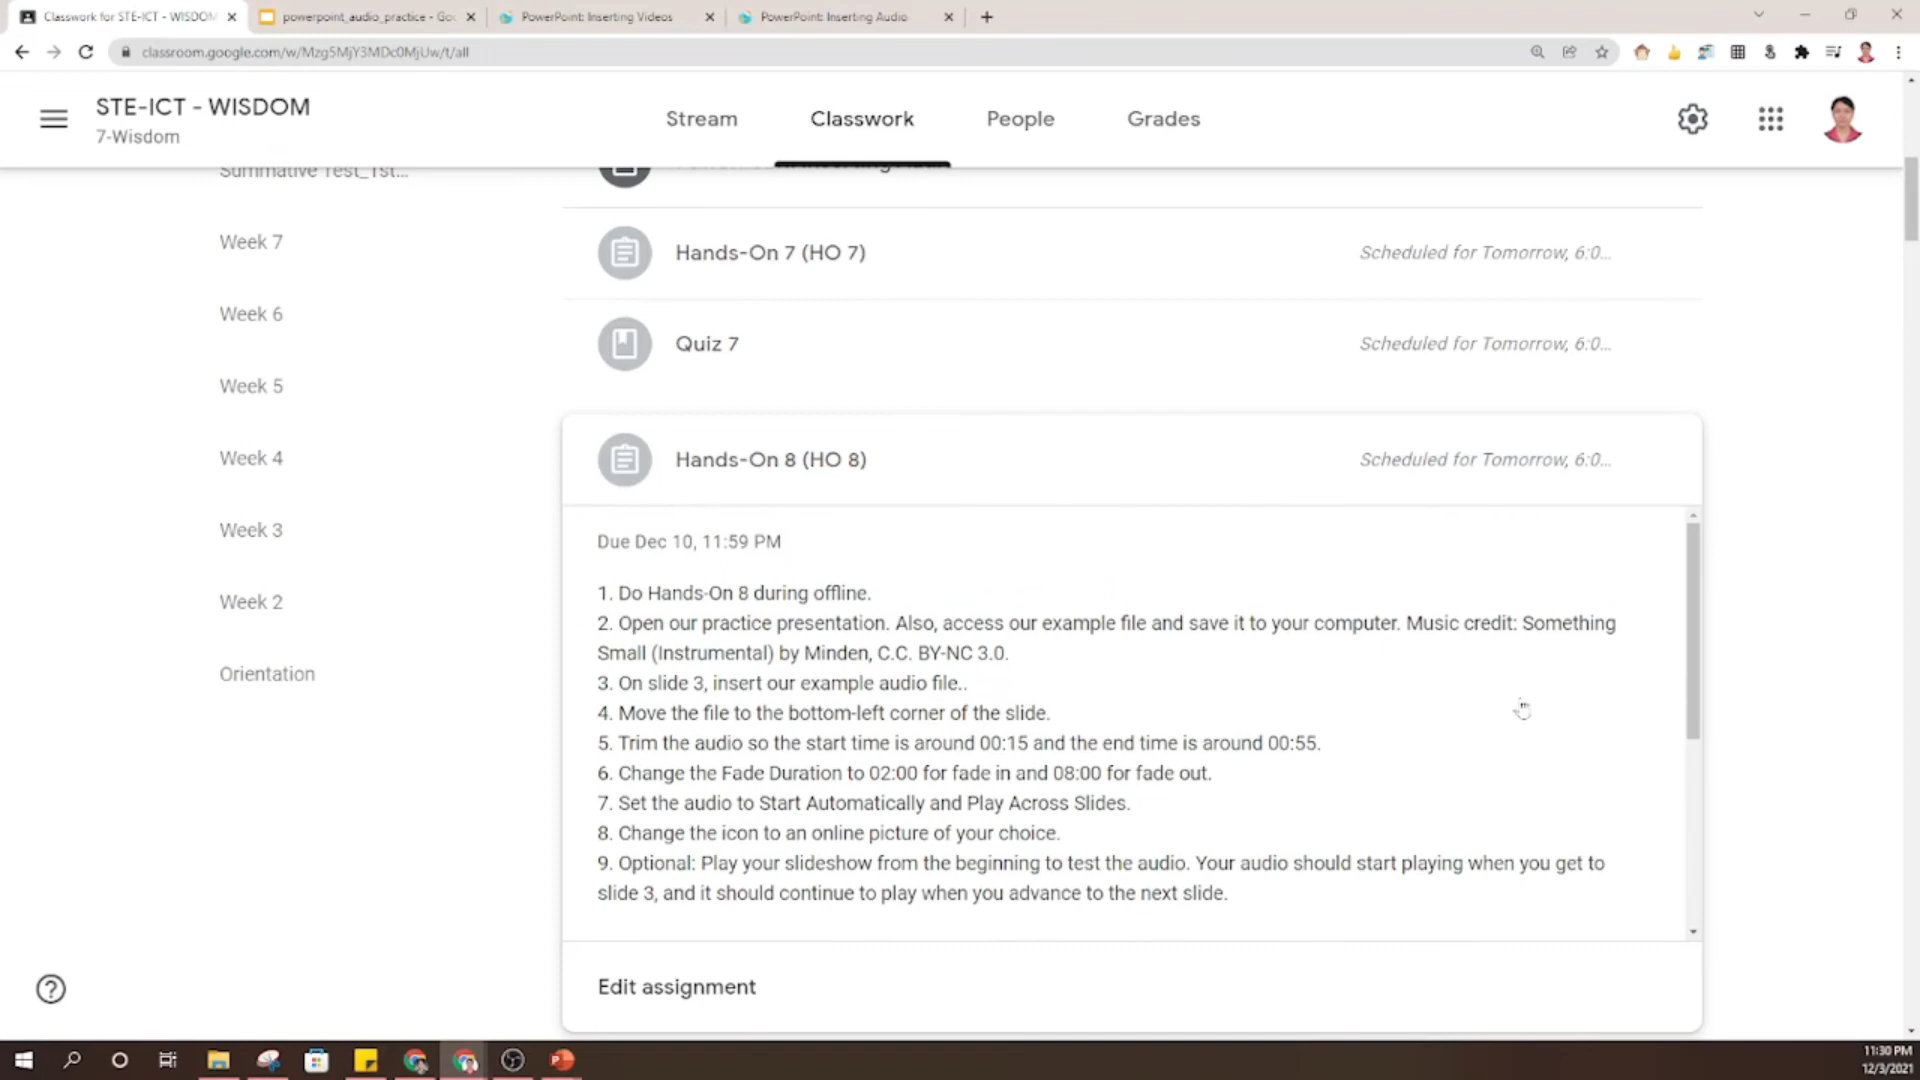 Classwork for STE-ICT - WISDOM
powerpoint_audio_practice - Goo
PowerPoint: Inserting Videos
PowerPoint: Inserting Audio
classroom.google.com/w/Mzg5MjY3MDc0MjUw/t/all
STE-ICT - WISDOM
7-Wisdom
Stream
Classwork
People
Grades
Summative Test_1st...
Week 7
Week 6
Week 5
Week 4
Week 3
Week 2
Orientation
Hands-On 7 (HO 7)
Scheduled for Tomorrow, 6:0...
Quiz 7
Scheduled for Tomorrow, 6:0...
Hands-On 8 (HO 8)
Scheduled for Tomorrow, 6:0...
Due Dec 10, 11:59 PM
1. Do Hands-On 8 during offline.
2. Open our practice presentation. Also, access our example file and save it to your computer. Music credit: Something
Small (Instrumental) by Minden, C.C. BY-NC 3.0.
3. On slide 3, insert our example audio file..
4. Move the file to the bottom-left corner of the slide.
5. Trim the audio so the start time is around 00:15 and the end time is around 00:55.
6. Change the Fade Duration to 02:00 for fade in and 08:00 for fade out.
7. Set the audio to Start Automatically and Play Across Slides.
8. Change the icon to an online picture of your choice.
9. Optional: Play your slideshow from the beginning to test the audio. Your audio should start playing when you get to
slide 3, and it should continue to play when you advance to the next slide.
Edit assignment
11:30 PM
12/3/2021